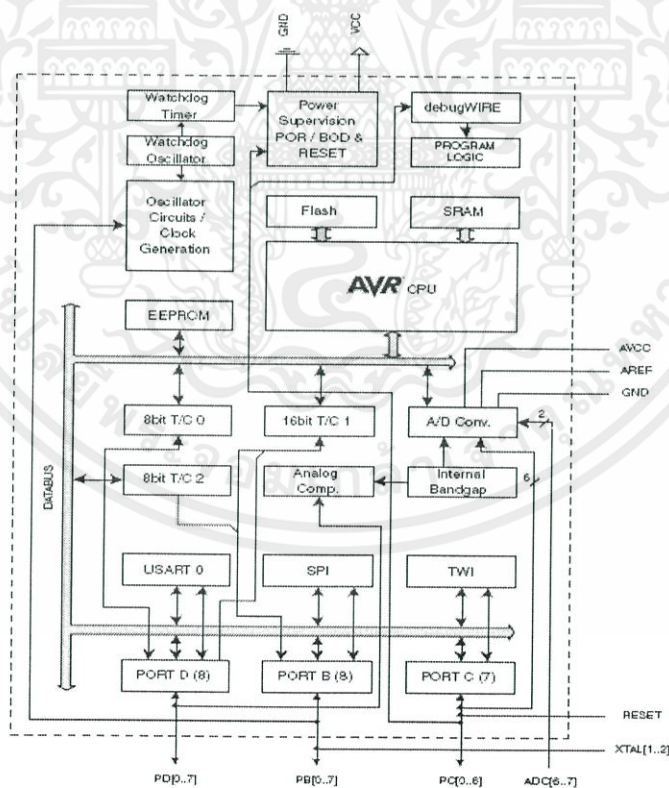 GND
VCC
Watchdog
Timer
Power
Supervision
POR / BOD &
RESET
debugWIRE
Watchdog
Oscillator
PROGRAM
LOGIC
Oscillator
Circuits /
Clock
Generation
Flash
SRAM
AVR CPU
EEPROM
AVCC
AREF
GND
8bit T/C 0
16bit T/C 1
A/D Conv.
2
DATABUS
8bit T/C 2
Analog
Comp.
Internal
Bandgap
6
USART 0
SPI
TWI
PORT D (8)
PORT B (8)
PORT C (7)
RESET
XTAL[1..2]
PD[0..7]
PB[0..7]
PC[0..6]
ADC[6..7]